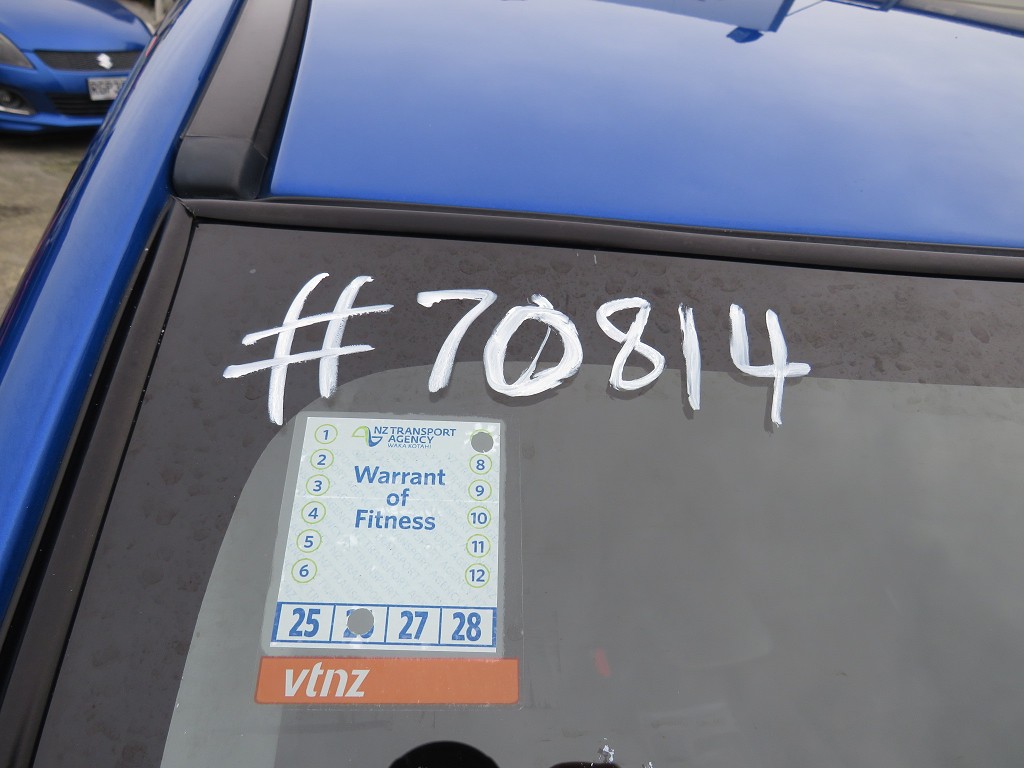 #70814
NZ TRANSPORT
AGENCY
WAKA KOTAHI
Warrant
of
Fitness
1
2
3
4
5
6
8
9
10
11
12
25 27 28
vtnz